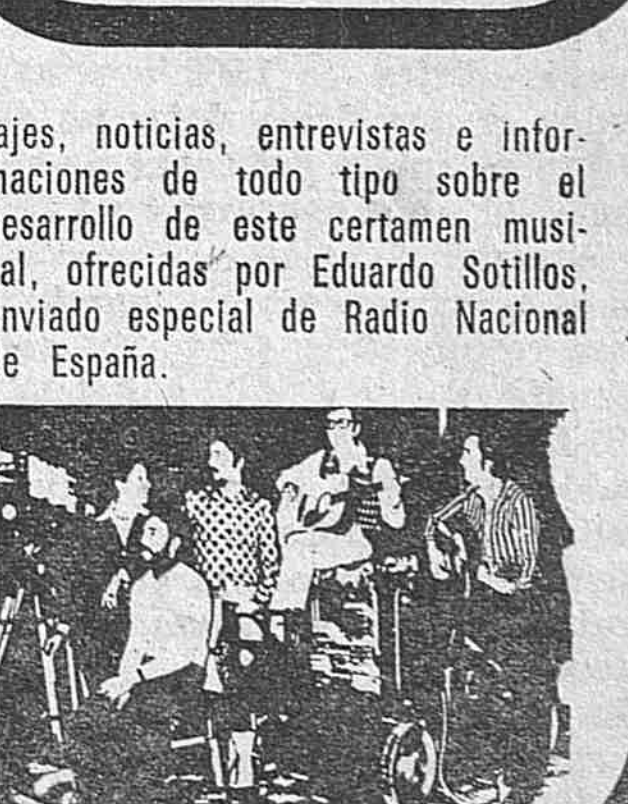 ajes, noticias, entrevistas e infor-
maciones de todo tipo sobre el
esarrollo de este certamen musi-
al, ofrecidas por Eduardo Sotillos,
nviado especial de Radio Nacional
e España.